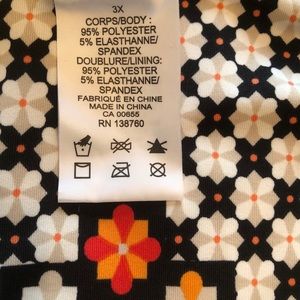 3X
CORPS/BODY :
95% POLYESTER
5% ELASTHANNE/
SPANDEX
DOUBLURE/LINING:
95% POLYESTER
5% ELASTHANNE/
SPANDEX
FABRIQUÉ EN CHINE
MADE IN CHINA
CA 00655
RN 138760